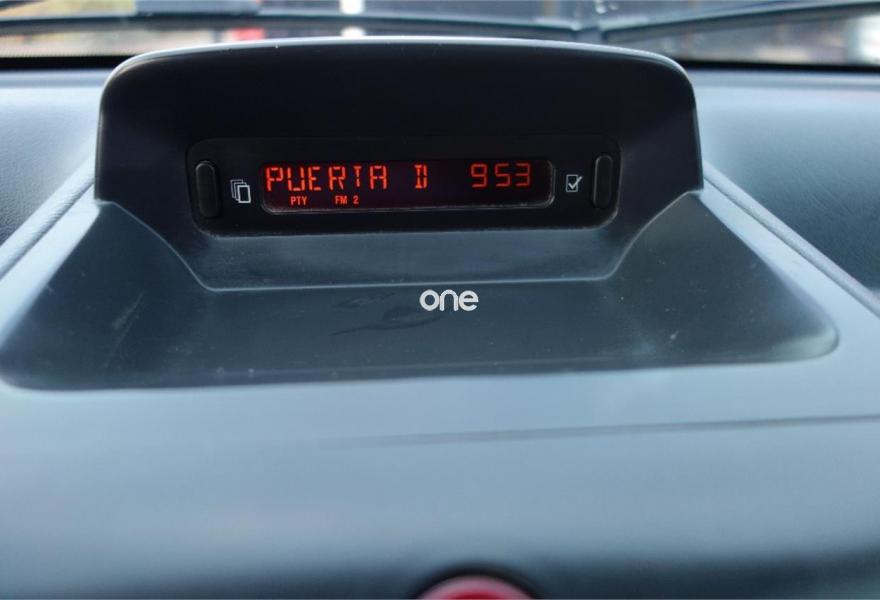 PUERTA D 953
PTY FM 2
one